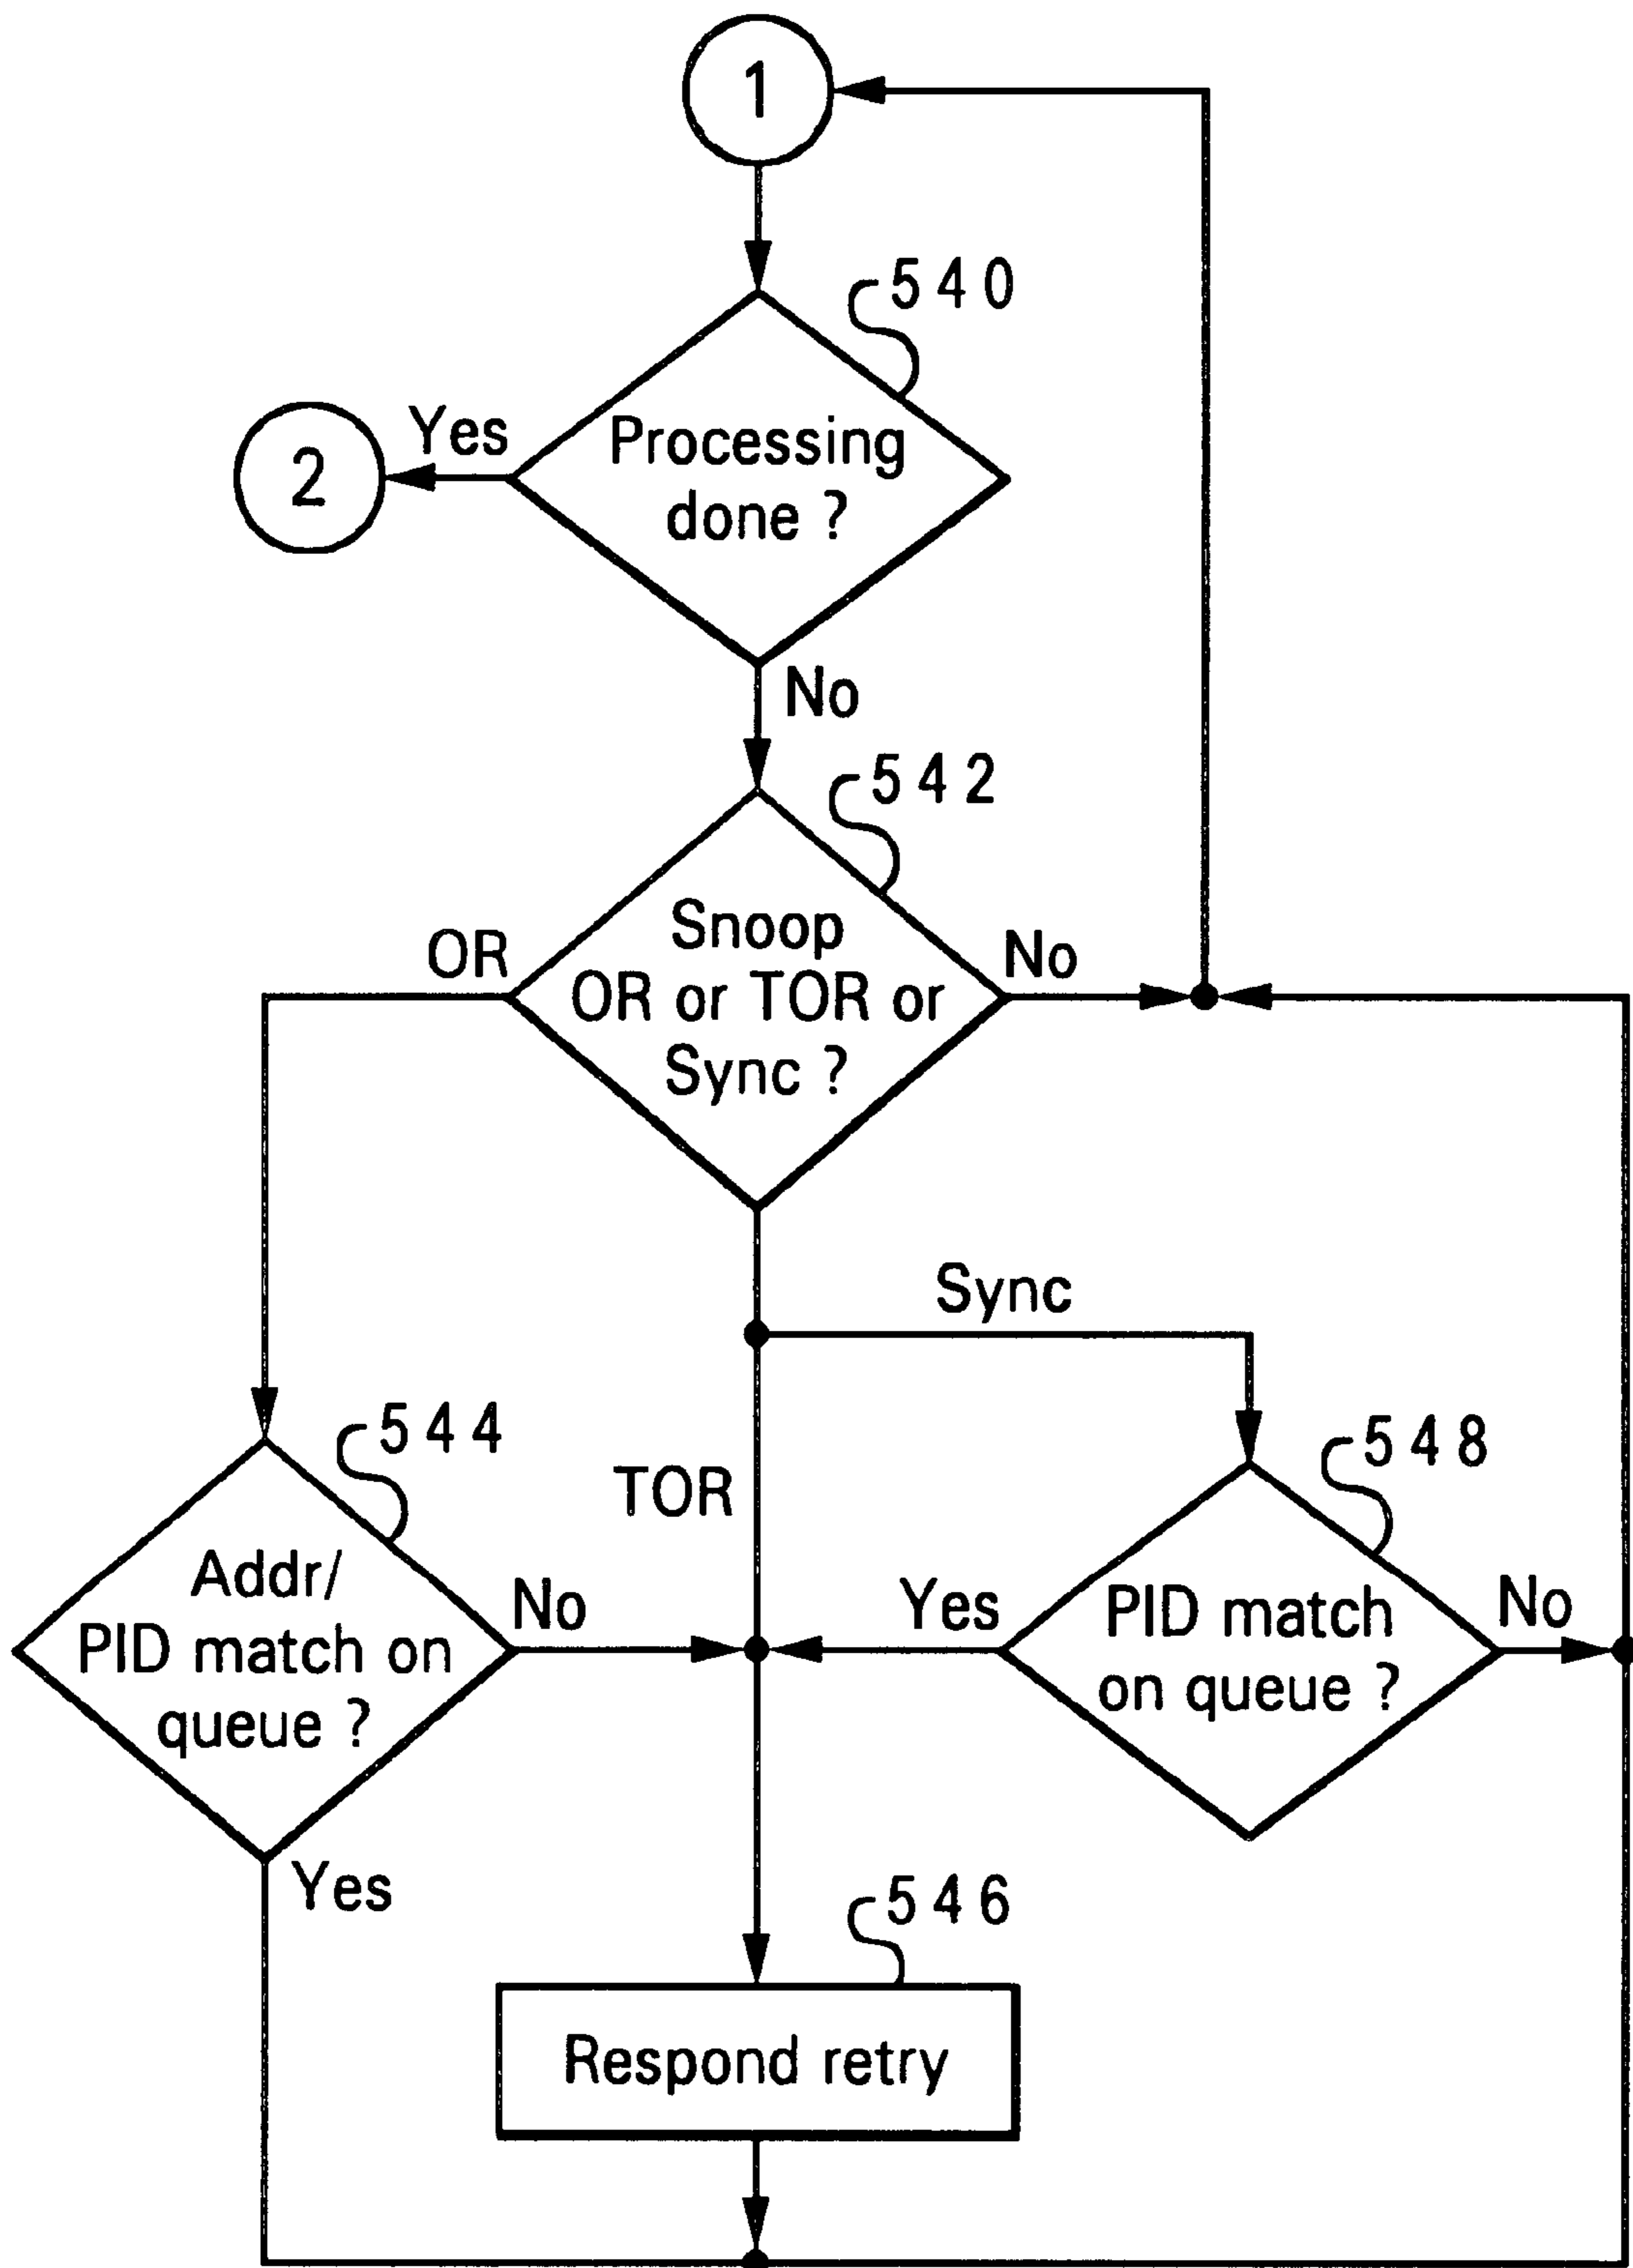 1
540
Processing
done ?
Yes
2
No
542
Snoop
OR or TOR or
Sync ?
OR
No
Sync
544
TOR
548
Addr/
PID match on
queue ?
No
Yes
PID match
on queue ?
No
Yes
546
Respond retry